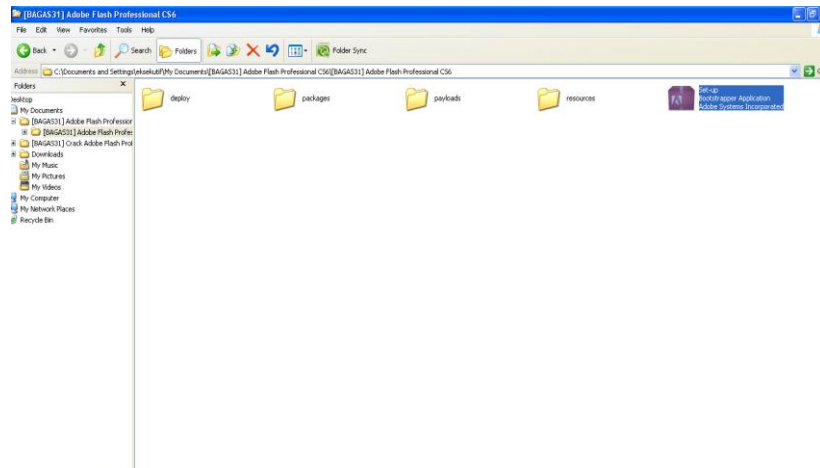 [BAGAS31] Adobe Flash Professional CS6
File Edit View Favorites Tools Help
Back Search Folders Folder Sync
Address C:\Documents and Settings\eksekutif\My Documents\[BAGAS31] Adobe Flash Professional CS6\[BAGAS31] Adobe Flash Professional CS6
Folders X
Desktop
My Documents
[BAGAS31] Adobe Flash Profession
[BAGAS31] Adobe Flash Profes
[BAGAS31] Crack Adobe Flash Prof
Downloads
My Music
My Pictures
My Videos
My Computer
My Network Places
Recycle Bin
deploy
packages
payloads
resources
Set-up
Bootstrapper Application
Adobe Systems Incorporated